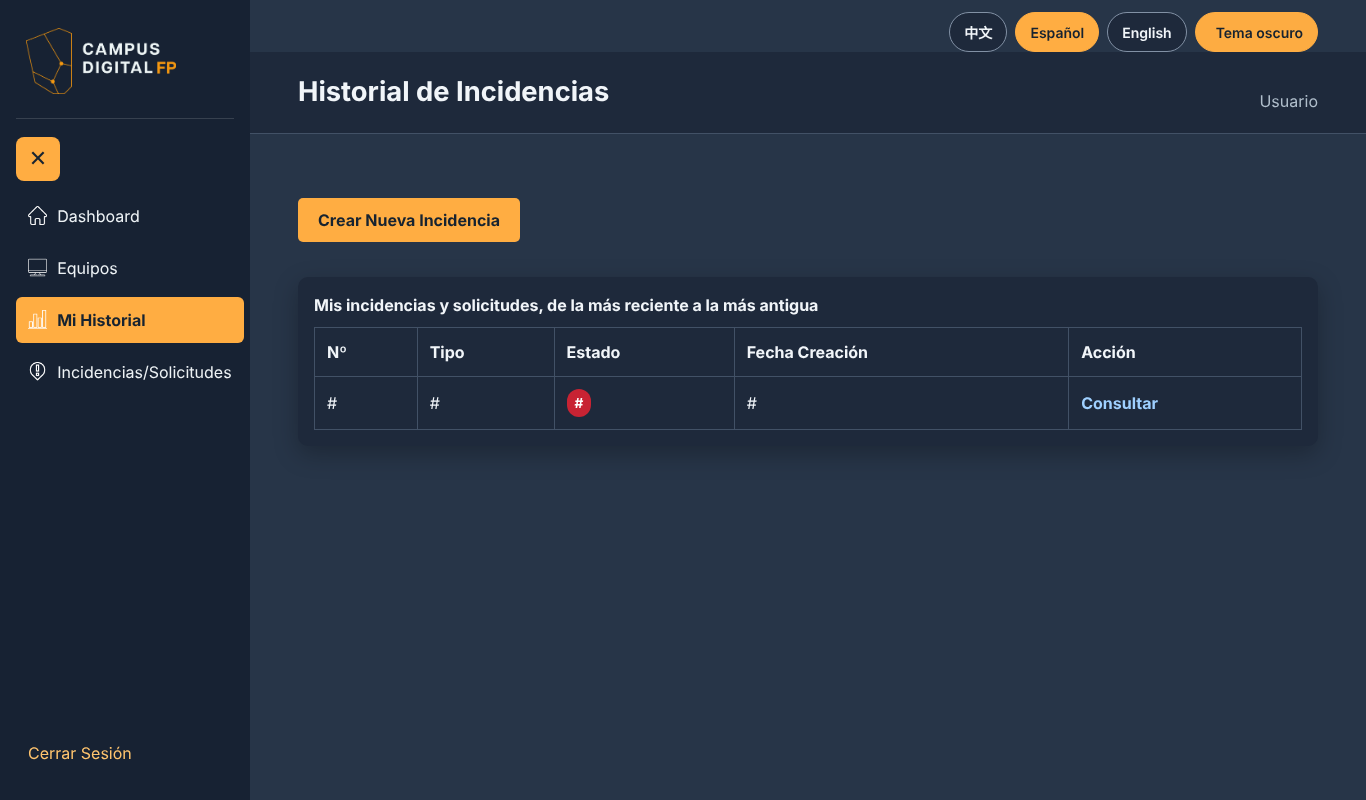 CAMPUS
DIGITAL FP
中文
Español
English
Tema oscuro
Historial de Incidencias
Usuario
Dashboard
Equipos
Mi Historial
Incidencias/Solicitudes
Cerrar Sesión
Crear Nueva Incidencia
Mis incidencias y solicitudes, de la más reciente a la más antigua
Nº Tipo Estado Fecha Creación Acción
# # # # Consultar